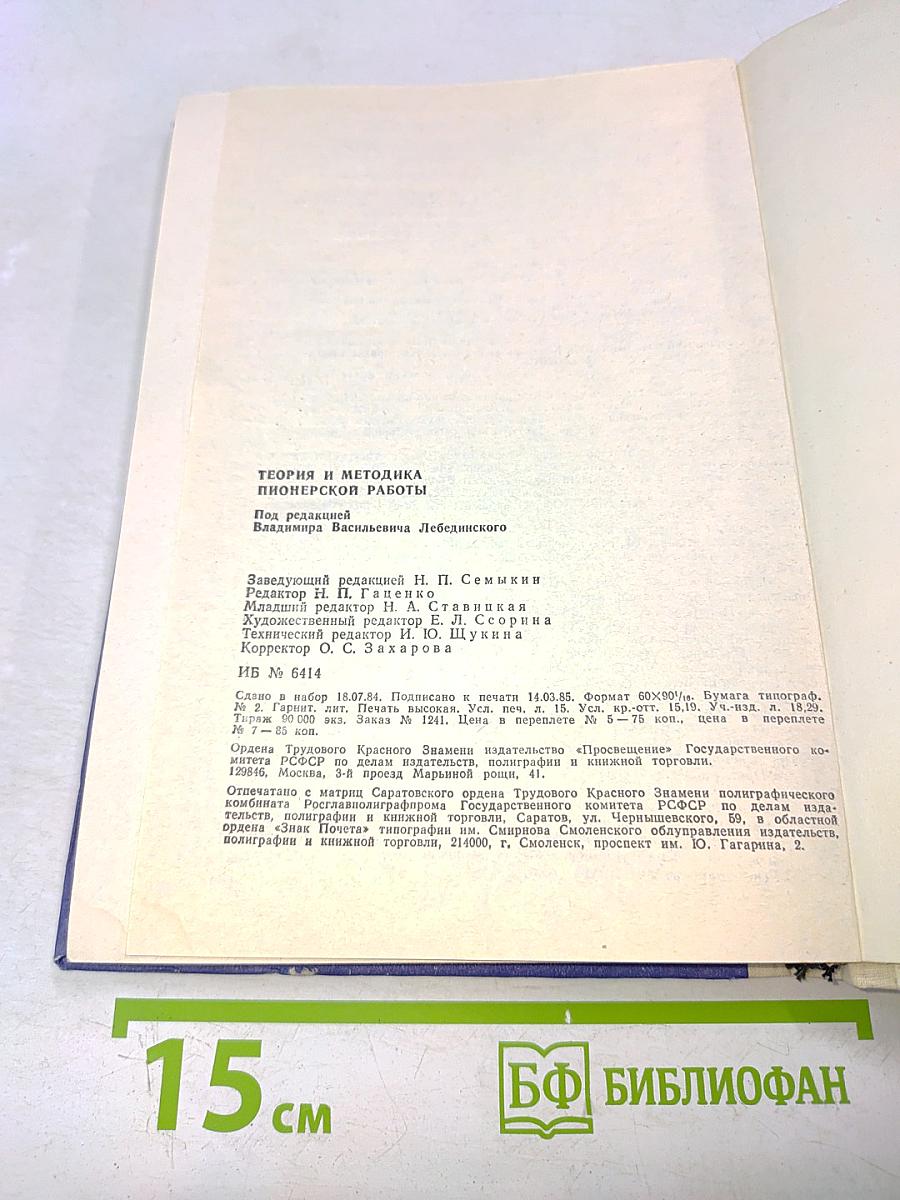 ТЕОРИЯ И МЕТОДИКА
ПИОНЕРСКОЙ РАБОТЫ
Под редакцией
Владимира Васильевича Лебединского
Заведующий редакцией Н. П. Семыкин
Редактор Н. П. Гаценко
Младший редактор Н. А. Ставицкая
Художественный редактор Е. Л. Ссорина
Технический редактор И. Ю. Щукина
Корректор О. С. Захарова
ИБ № 6414
Сдано в набор 18.07.84. Подписано к печати 14.03.85. Формат 60×90¹/₁₆. Бумага типограф.
№ 2. Гарнит. лит. Печать высокая. Усл. печ. л. 15. Усл. кр.-отт. 15,19. Уч.-изд. л. 18,29.
Тираж 90 000 экз. Заказ № 1241. Цена в переплете № 5 — 75 коп., цена в переплете
№ 7 — 85 коп.
Ордена Трудового Красного Знамени издательство «Просвещение» Государственного ко-
митета РСФСР по делам издательств, полиграфии и книжной торговли.
129846, Москва, 3-й проезд Марьиной рощи, 41.
Отпечатано с матриц Саратовского ордена Трудового Красного Знамени полиграфического
комбината Росглавполиграфпрома Государственного комитета РСФСР по делам изда-
тельств, полиграфии и книжной торговли, Саратов, ул. Чернышевского, 59, в областной
ордена «Знак Почета» типографии им. Смирнова Смоленского облуправления издательств,
полиграфии и книжной торговли, 214000, г. Смоленск, проспект им. Ю. Гагарина, 2.
15 см
БФ БИБЛИОФАН